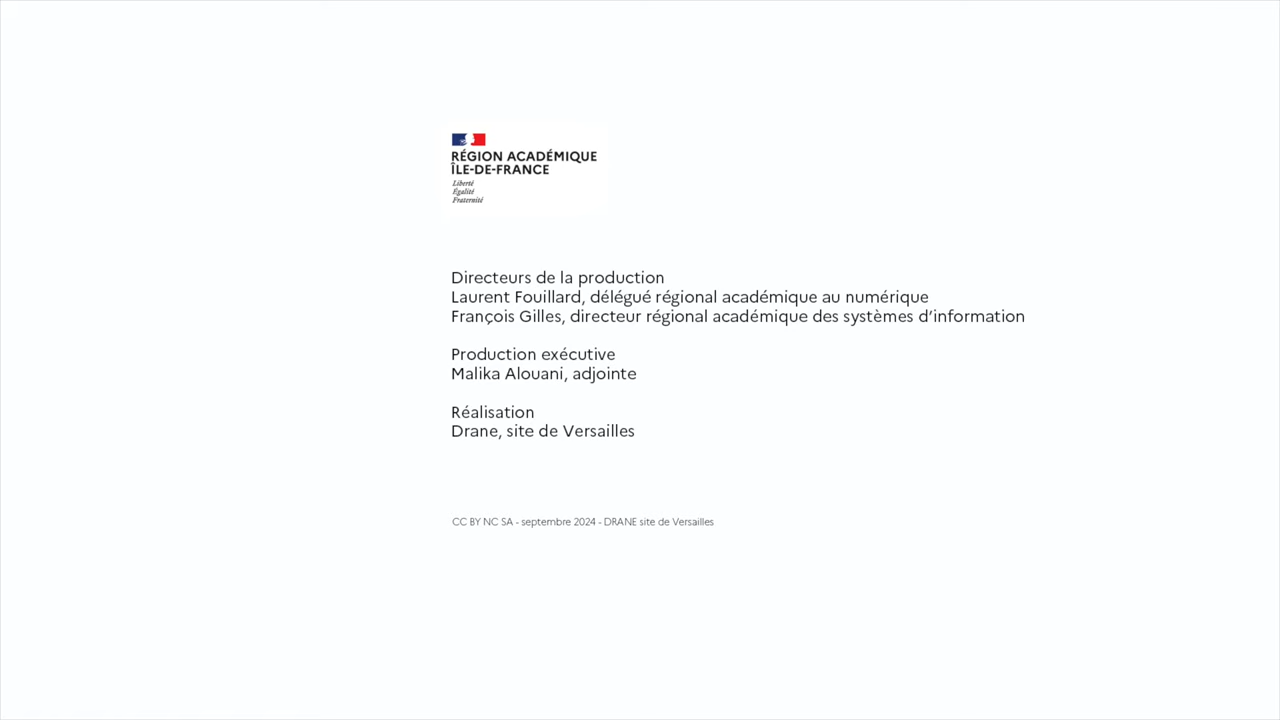 RÉGION ACADÉMIQUE
ÎLE-DE-FRANCE
Liberté
Égalité
Fraternité
Directeurs de la production
Laurent Fouillard, délégué régional académique au numérique
François Gilles, directeur régional académique des systèmes d’information
Production exécutive
Malika Alouani, adjointe
Réalisation
Drane, site de Versailles
CC BY NC SA - septembre 2024 - DRANE site de Versailles